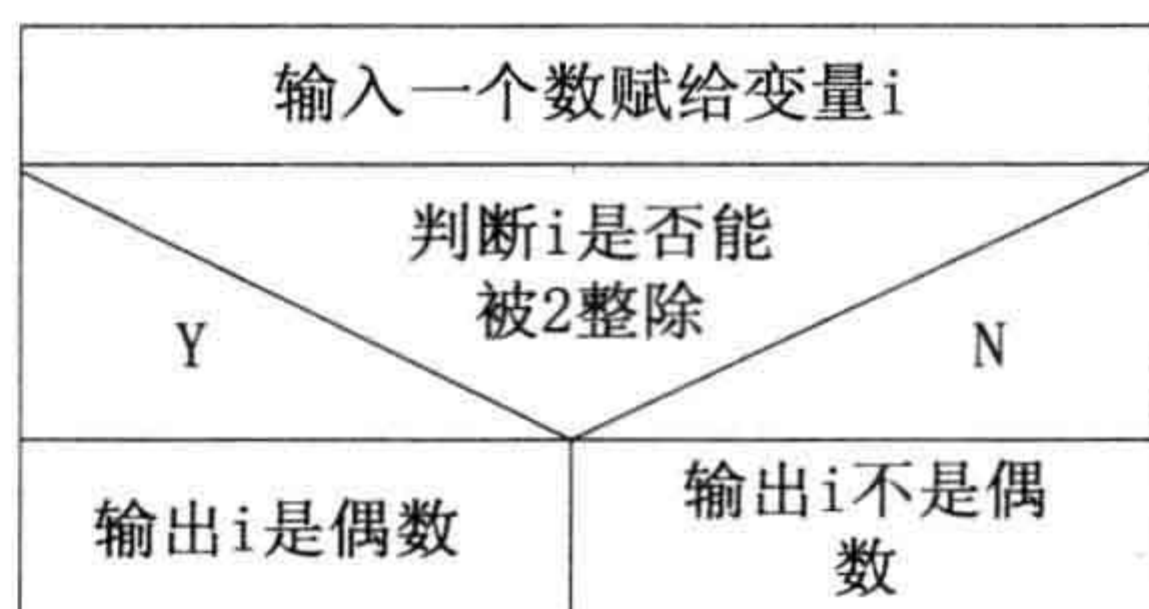 输入一个数赋给变量i
判断i是否能
被2整除
Y
N
输出i是偶数
输出i不是偶
数